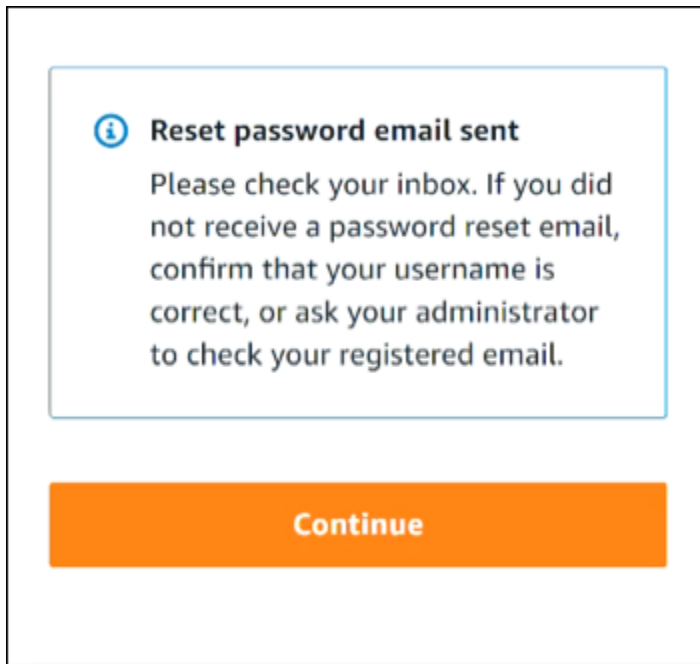 Reset password email sent
Please check your inbox. If you did
not receive a password reset email,
confirm that your username is
correct, or ask your administrator
to check your registered email.
Continue